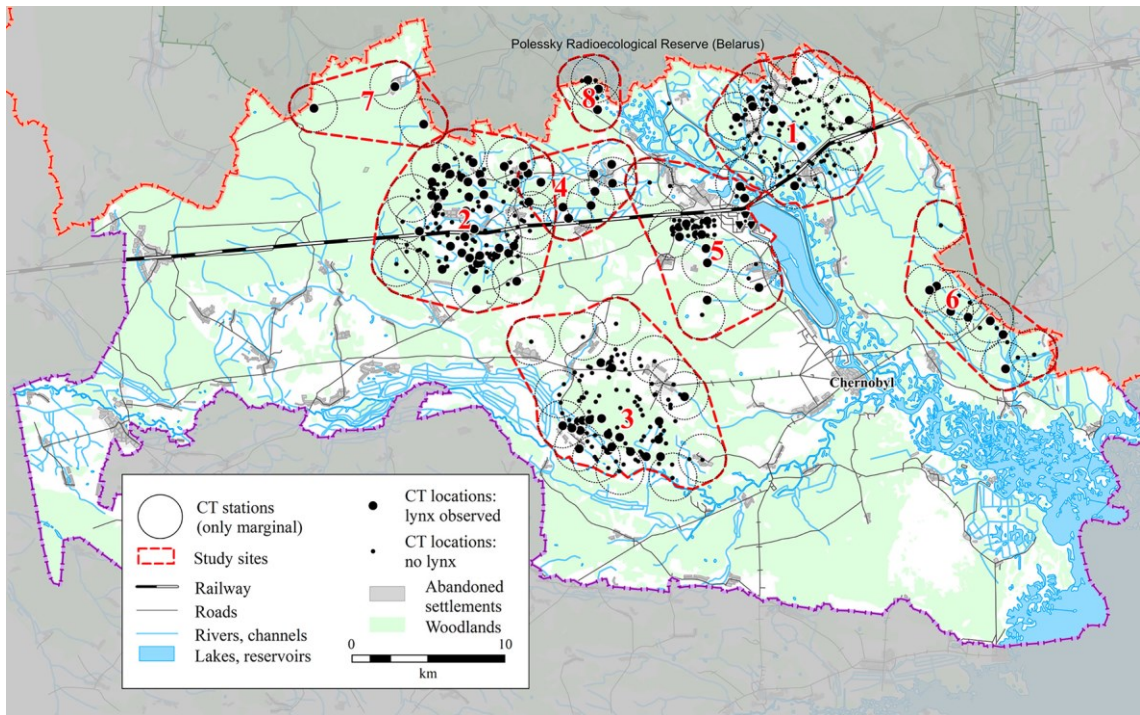 Polessky Radioecological Reserve (Belarus)
7
8
1
4
2
5
6
Chernobyl
3
CT stations
(only marginal)
Study sites
Railway
Roads
Rivers, channels
Lakes, reservoirs
CT locations:
lynx observed
CT locations:
no lynx
Abandoned
settlements
Woodlands
0 10
km